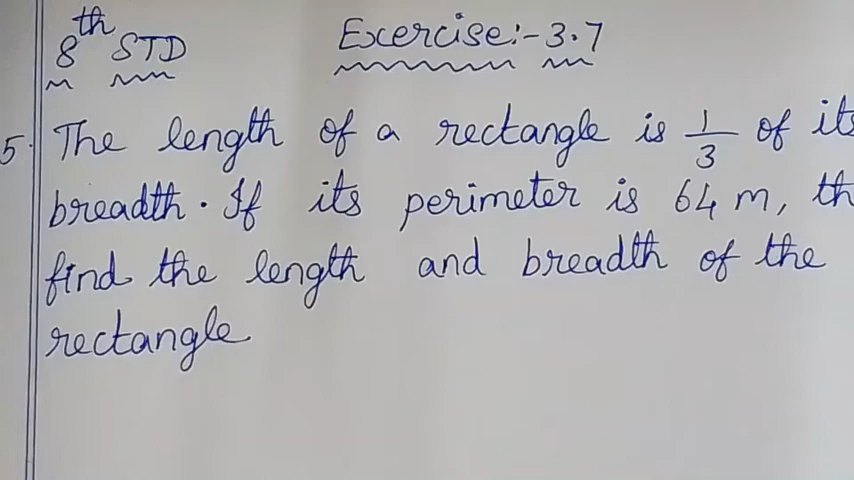 8th STD Exercise:- 3.7
5. The length of a rectangle is 1/3 of its
breadth. If its perimeter is 64 m, th
find the length and breadth of the
rectangle.